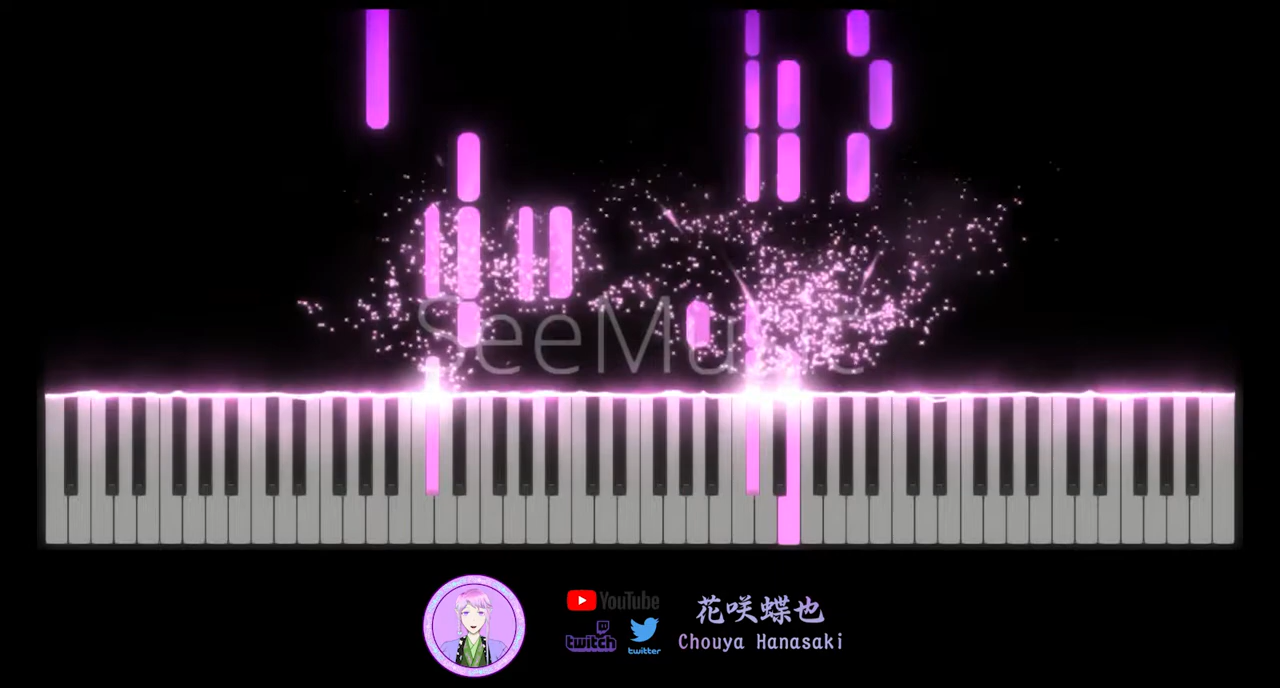 SeeMusic
YouTube
twitch
twitter
花咲蝶也
Chouya Hanasaki